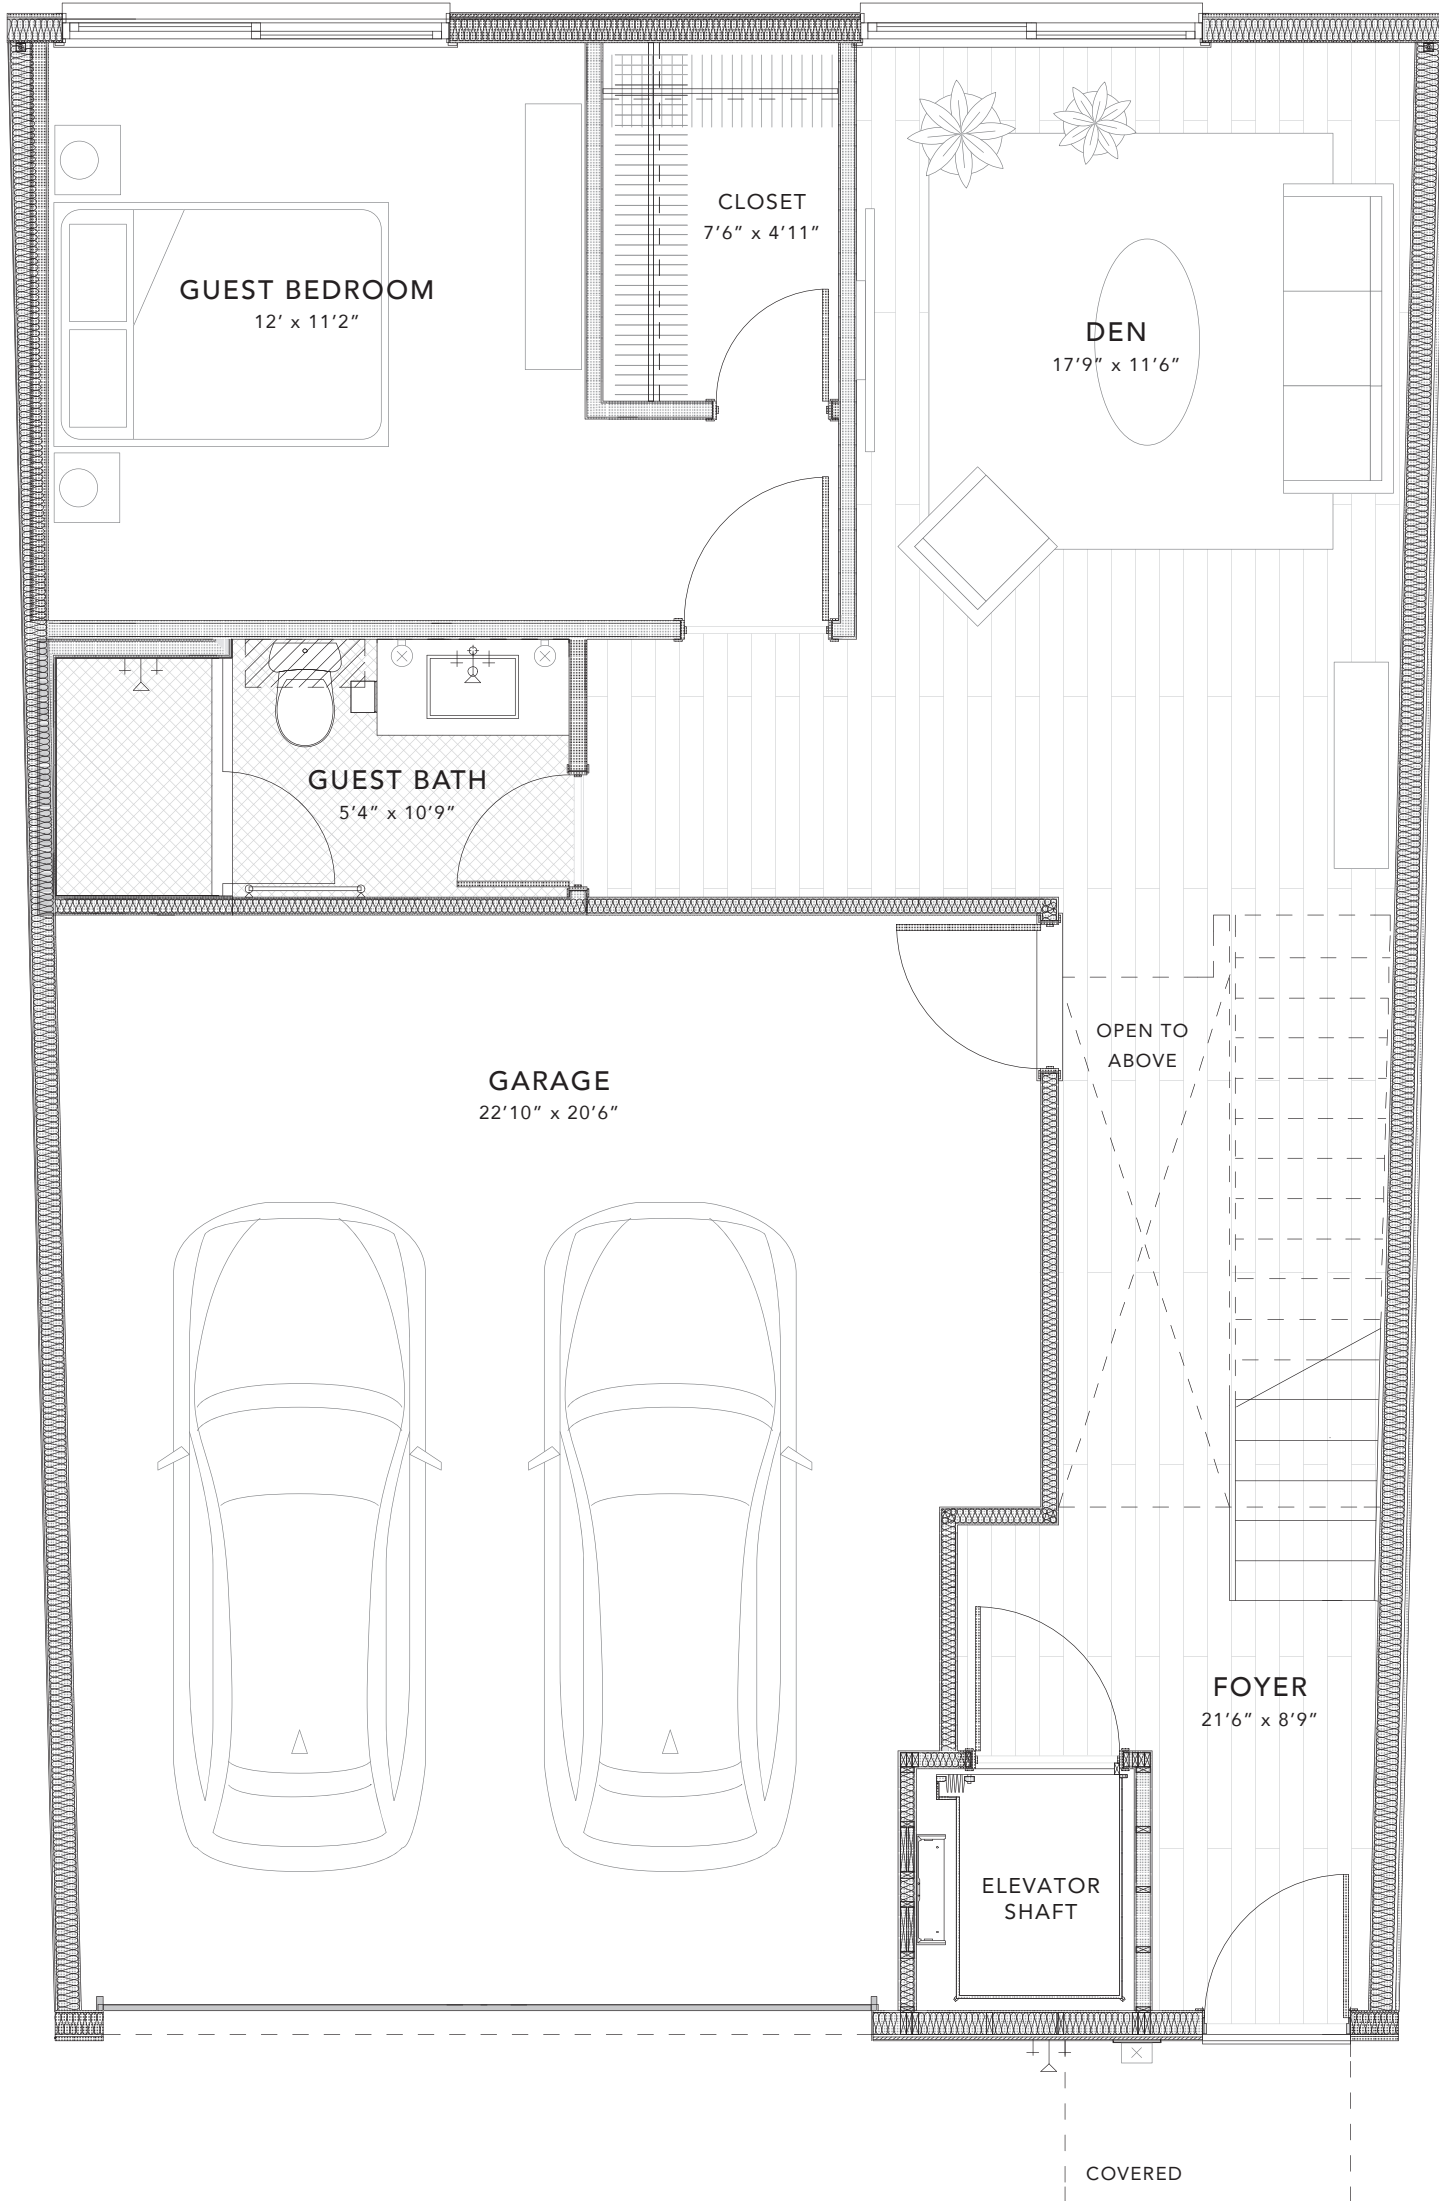 CLOSET
7’6” x 4’11”
GUEST BEDROOM
12’ x 11’2”
DEN
17’9” x 11’6”
GUEST BATH
5’4” x 10’9”
OPEN TO
ABOVE
GARAGE
22’10” x 20’6”
FOYER
21’6” x 8’9”
ELEVATOR
SHAFT
COVERED